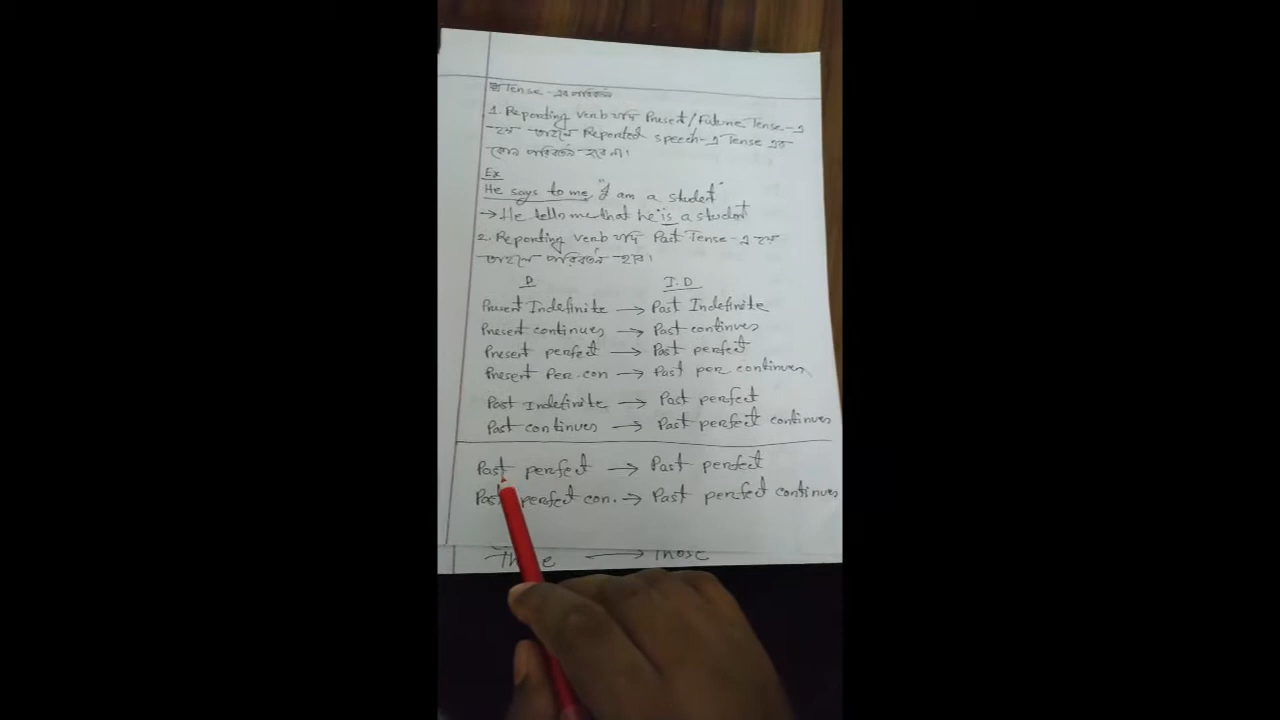 Tense-এর পরিবর্তন
1. Reporting verb যদি Present/Future Tense-এ
হয় তাহলে Reported speech-এ Tense এর
কোন পরিবর্তন হবে না।
Ex
He says to me, "I am a student"
→ He tells me that he is a student
2. Reporting verb যদি Past Tense-এ হয়
তাহলে পরিবর্তন হবে।
D I.D
Present Indefinite → Past Indefinite
Present continues → Past continues
Present perfect → Past perfect
Present Per.con → Past per continues
Past Indefinite → Past perfect
Past continues → Past perfect continues
Past perfect → Past perfect
Past perfect con. → Past perfect continues
→ Those